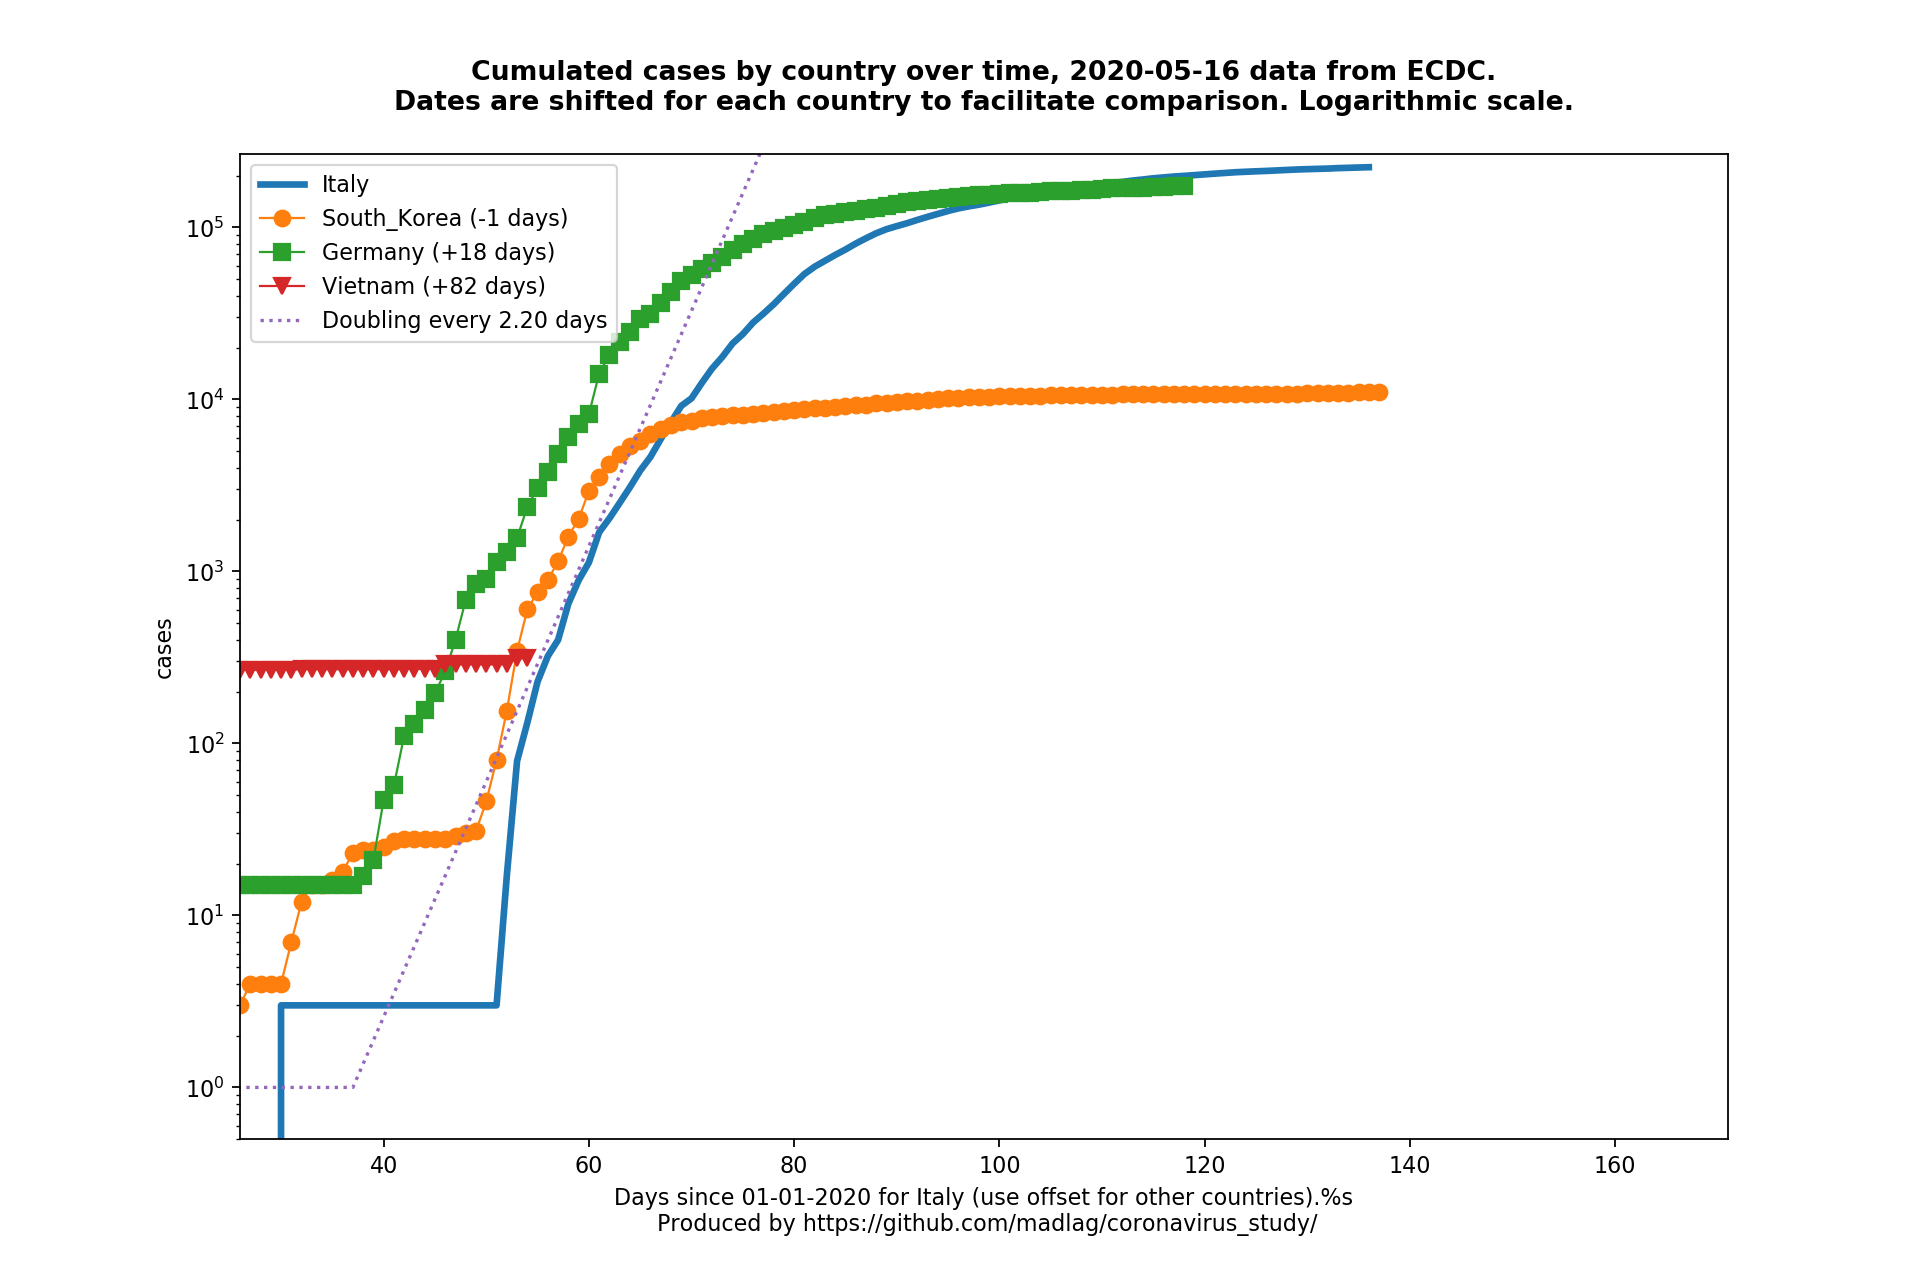 Cumulated cases by country over time, 2020-05-16 data from ECDC.
Dates are shifted for each country to facilitate comparison. Logarithmic scale.
Italy
South_Korea (-1 days)
Germany (+18 days)
Vietnam (+82 days)
Doubling every 2.20 days
10^5
10^4
10^3
10^2
10^1
10^0
cases
40 60 80 100 120 140 160
Days since 01-01-2020 for Italy (use offset for other countries).%s
Produced by https://github.com/madlag/coronavirus_study/